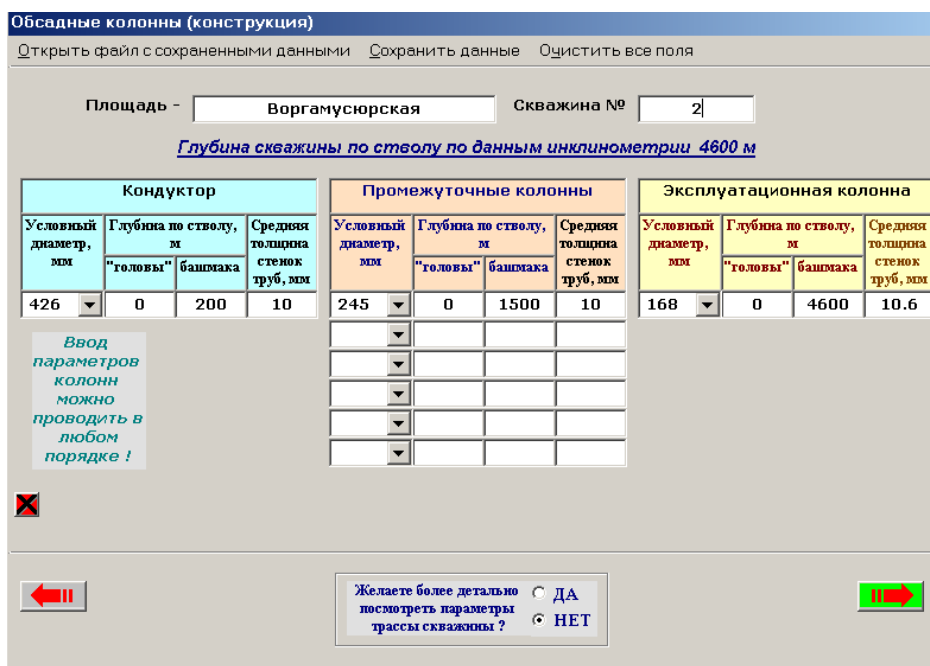 Обсадные колонны (конструкция)
Открыть файл с сохраненными данными Сохранить данные Очистить все поля
Площадь - Воргамусюрская Скважина № 2
Глубина скважины по стволу по данным инклинометрии 4600 м
Кондуктор
Условный диаметр, мм
Глубина по стволу, м
"головы" башмака
Средняя толщина стенок труб, мм
426 0 200 10
Промежуточные колонны
Условный диаметр, мм
Глубина по стволу, м
"головы" башмака
Средняя толщина стенок труб, мм
245 0 1500 10
Эксплуатационная колонна
Условный диаметр, мм
Глубина по стволу, м
"головы" башмака
Средняя толщина стенок труб, мм
168 0 4600 10.6
Ввод
параметров
колонн
можно
проводить в
любом
порядке !
Желаете более детально
посмотреть параметры
трассы скважины ?
ДА
НЕТ